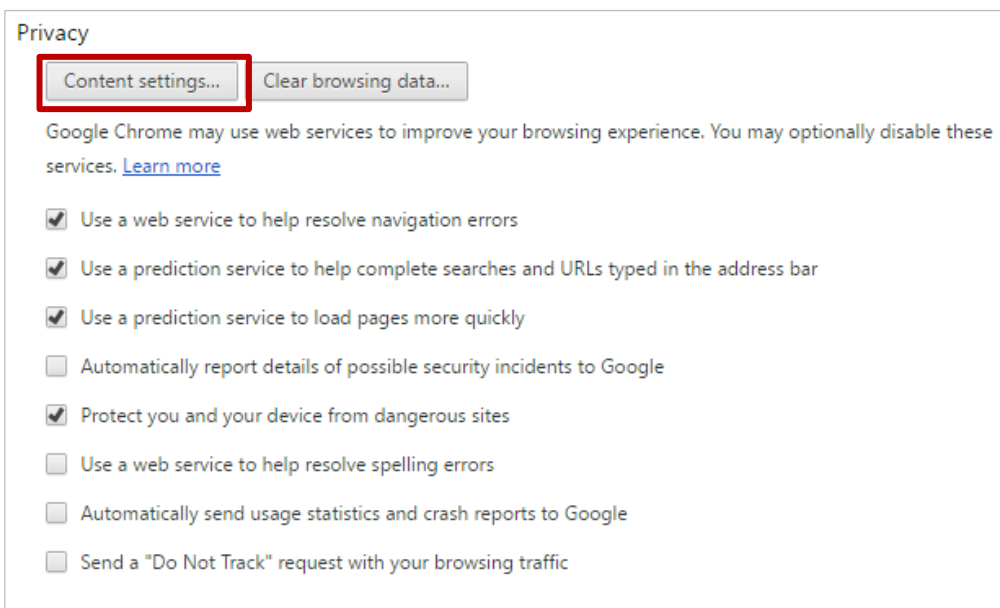 Privacy
Content settings... Clear browsing data...
Google Chrome may use web services to improve your browsing experience. You may optionally disable these
services. Learn more
Use a web service to help resolve navigation errors
Use a prediction service to help complete searches and URLs typed in the address bar
Use a prediction service to load pages more quickly
Automatically report details of possible security incidents to Google
Protect you and your device from dangerous sites
Use a web service to help resolve spelling errors
Automatically send usage statistics and crash reports to Google
Send a "Do Not Track" request with your browsing traffic